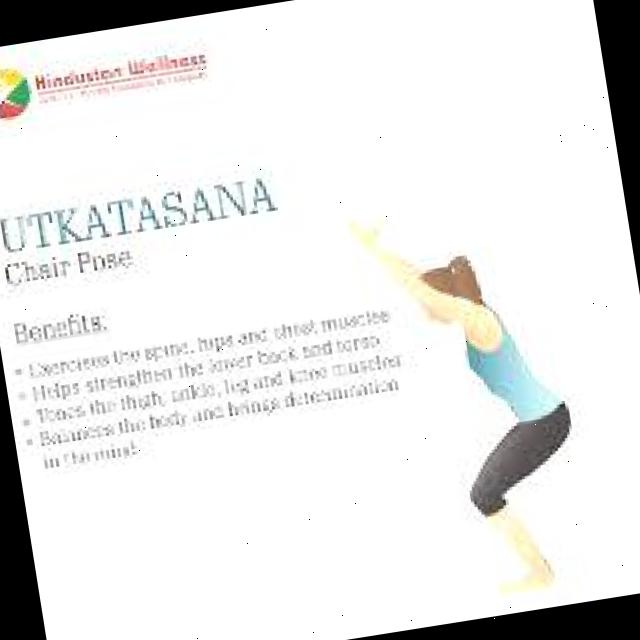 Hindustan Wellness
UTKATASANA
Chair Pose
Benefits:
• Exercises the spine, hips and chest muscles
• Helps strengthen the lower back and torso
• Tones the thigh, ankle, leg and knee muscles
• Balances the body and brings determination
in the mind.